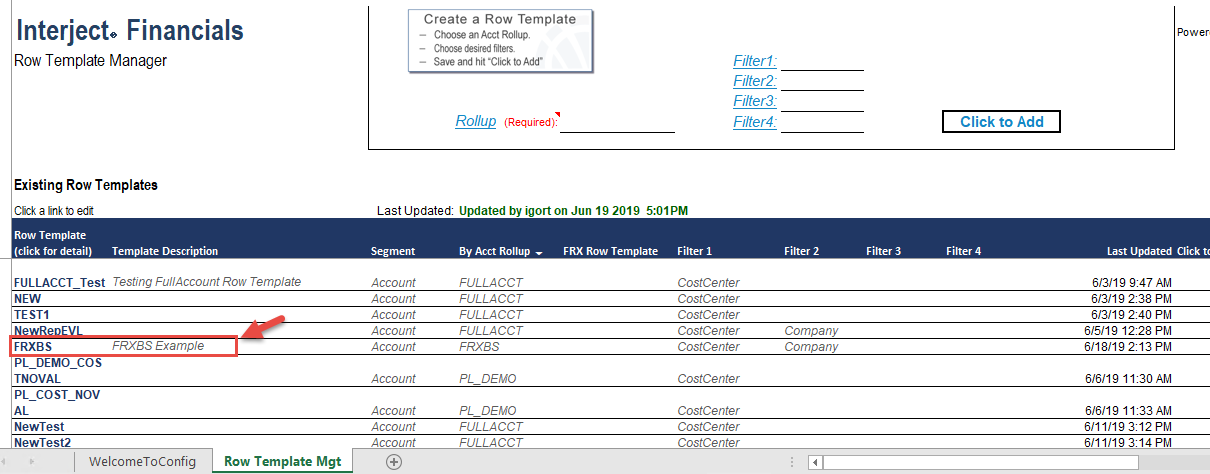 Interject Financials
Row Template Manager
Create a Row Template
– Choose an Acct Rollup.
– Choose desired filters.
– Save and hit "Click to Add"
Power
Filter1:
Filter2:
Filter3:
Filter4:
Rollup (Required):
Click to Add
Existing Row Templates
Click a link to edit Last Updated: Updated by igort on Jun 19 2019 5:01PM
Row Template
(click for detail) Template Description Segment By Acct Rollup FRX Row Template Filter 1 Filter 2 Filter 3 Filter 4 Last Updated Click to
FULLACCT_Test Testing FullAccount Row Template Account FULLACCT CostCenter 6/3/19 9:47 AM
NEW Account FULLACCT CostCenter 6/3/19 2:38 PM
TEST1 Account FULLACCT CostCenter 6/3/19 2:40 PM
NewRepEVL Account FULLACCT CostCenter Company 6/5/19 12:28 PM
FRXBS FRXBS Example Account FRXBS CostCenter Company 6/18/19 2:13 PM
PL_DEMO_COS
TNOVAL Account PL_DEMO CostCenter 6/6/19 11:30 AM
PL_COST_NOV
AL Account PL_DEMO CostCenter 6/6/19 11:33 AM
NewTest Account FULLACCT CostCenter 6/11/19 3:12 PM
NewTest2 Account FULLACCT CostCenter 6/11/19 3:14 PM
WelcomeToConfig Row Template Mgt